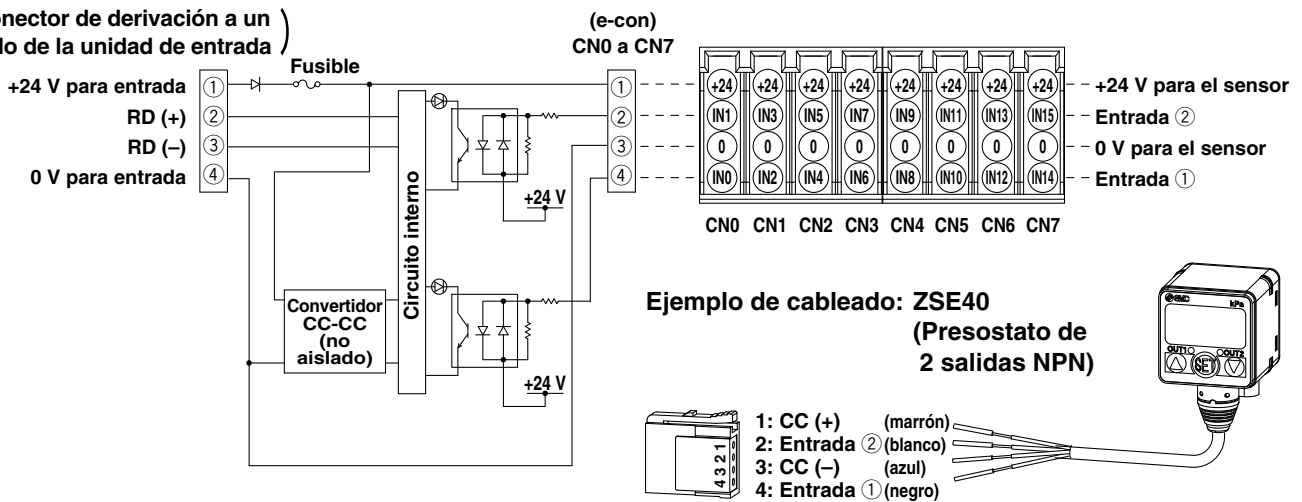 onector de derivación a un
do de la unidad de entrada
+24 V para entrada ①
RD (+) ②
RD (–) ③
0 V para entrada ④
Fusible
Convertidor
CC-CC
(no
aislado)
Circuito interno
+24 V
+24 V
(e-con)
CN0 a CN7
①
②
③
④
+24 +24 +24 +24 +24 +24 +24 +24
IN1 IN3 IN5 IN7 IN9 IN11 IN13 IN15
0 0 0 0 0 0 0 0
IN0 IN2 IN4 IN6 IN8 IN10 IN12 IN14
CN0 CN1 CN2 CN3 CN4 CN5 CN6 CN7
+24 V para el sensor
Entrada ②
0 V para el sensor
Entrada ①
Ejemplo de cableado: ZSE40
(Presostato de
2 salidas NPN)
SMC kPa
OUT1 OUT2
SET
4 3 2 1
1: CC (+) (marrón)
2: Entrada ② (blanco)
3: CC (–) (azul)
4: Entrada ① (negro)